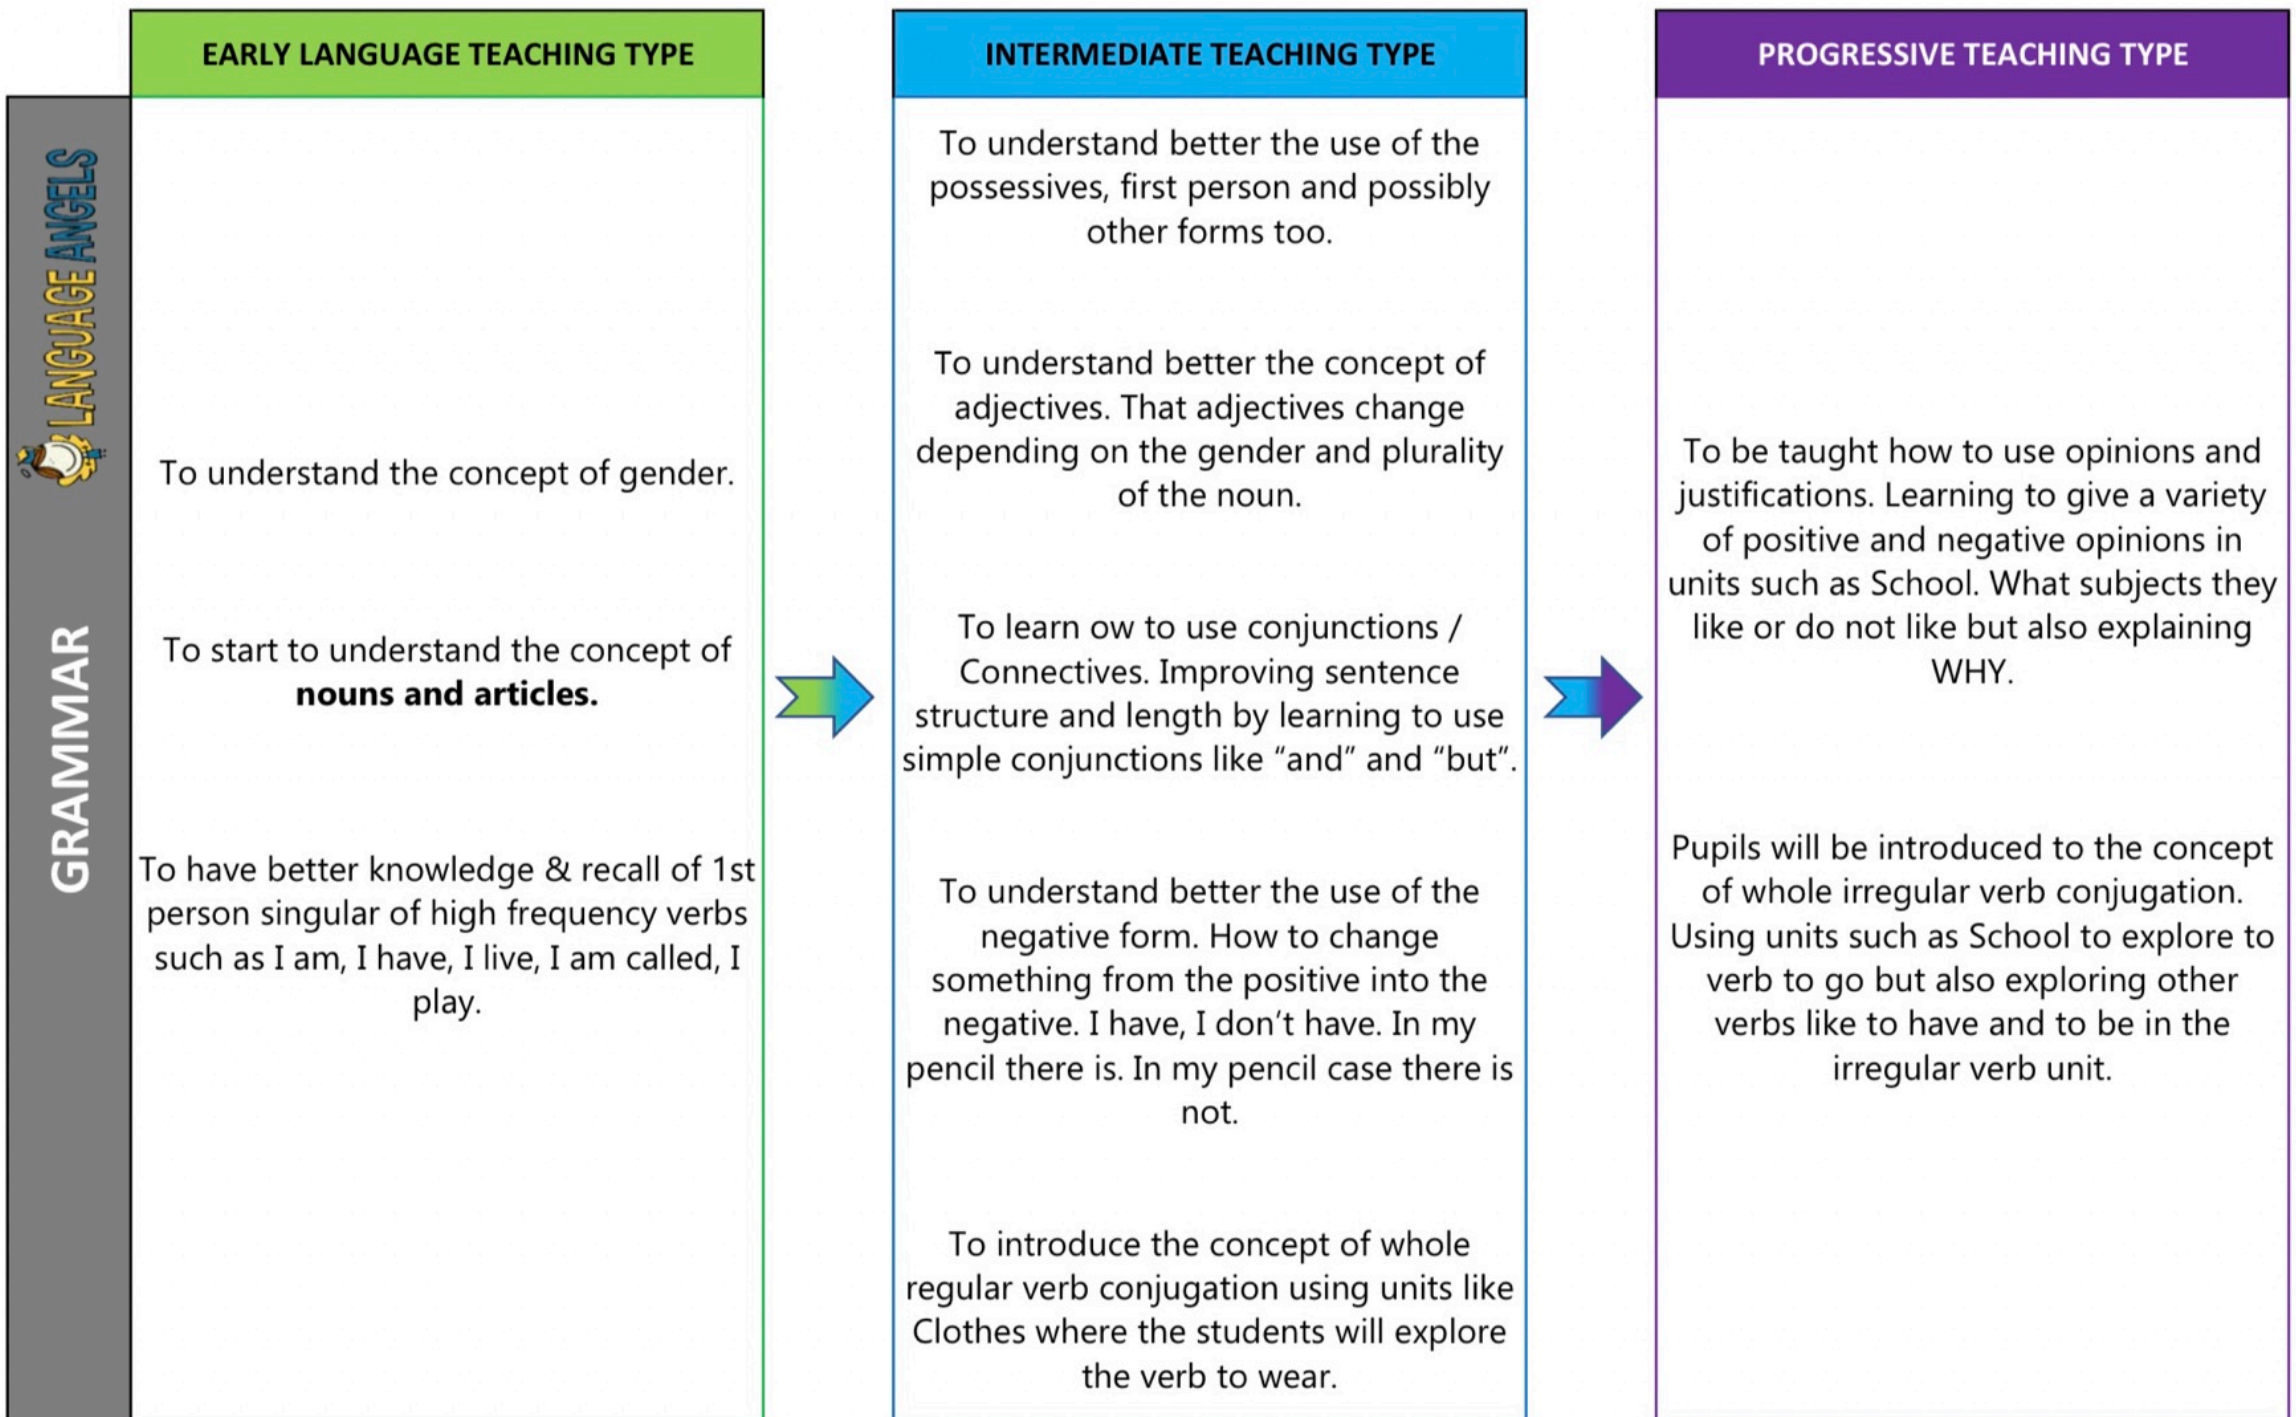 LANGUAGE ANGELS
GRAMMAR
EARLY LANGUAGE TEACHING TYPE
To understand the concept of gender.
To start to understand the concept of
nouns and articles.
To have better knowledge & recall of 1st
person singular of high frequency verbs
such as I am, I have, I live, I am called, I
play.
INTERMEDIATE TEACHING TYPE
To understand better the use of the
possessives, first person and possibly
other forms too.
To understand better the concept of
adjectives. That adjectives change
depending on the gender and plurality
of the noun.
To learn ow to use conjunctions /
Connectives. Improving sentence
structure and length by learning to use
simple conjunctions like “and” and “but”.
To understand better the use of the
negative form. How to change
something from the positive into the
negative. I have, I don’t have. In my
pencil there is. In my pencil case there is
not.
To introduce the concept of whole
regular verb conjugation using units like
Clothes where the students will explore
the verb to wear.
PROGRESSIVE TEACHING TYPE
To be taught how to use opinions and
justifications. Learning to give a variety
of positive and negative opinions in
units such as School. What subjects they
like or do not like but also explaining
WHY.
Pupils will be introduced to the concept
of whole irregular verb conjugation.
Using units such as School to explore to
verb to go but also exploring other
verbs like to have and to be in the
irregular verb unit.